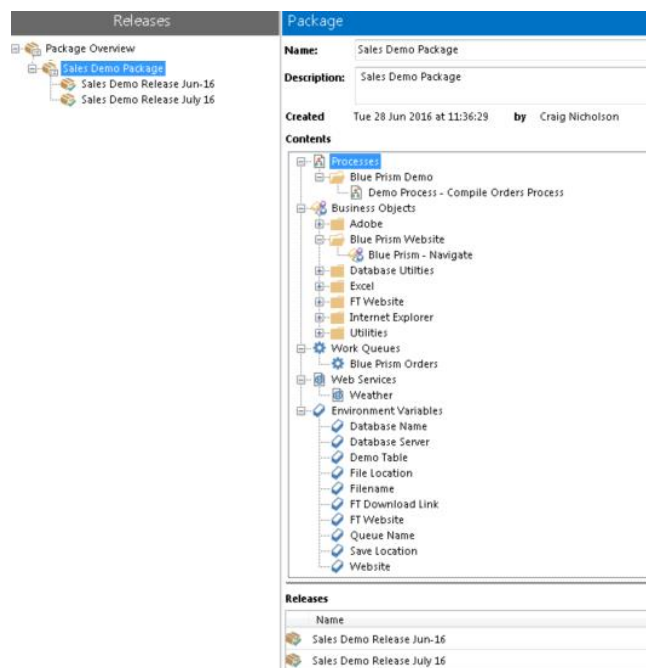 Releases
Package Overview
Sales Demo Package
Sales Demo Release Jun-16
Sales Demo Release July 16
Package
Name: Sales Demo Package
Description: Sales Demo Package
Created Tue 28 Jun 2016 at 11:36:29 by Craig Nicholson
Contents
Processes
Blue Prism Demo
Demo Process - Compile Orders Process
Business Objects
Adobe
Blue Prism Website
Blue Prism - Navigate
Database Utilties
Excel
FT Website
Internet Explorer
Utilities
Work Queues
Blue Prism Orders
Web Services
Weather
Environment Variables
Database Name
Database Server
Demo Table
File Location
Filename
FT Download Link
FT Website
Queue Name
Save Location
Website
Releases
Name
Sales Demo Release Jun-16
Sales Demo Release July 16